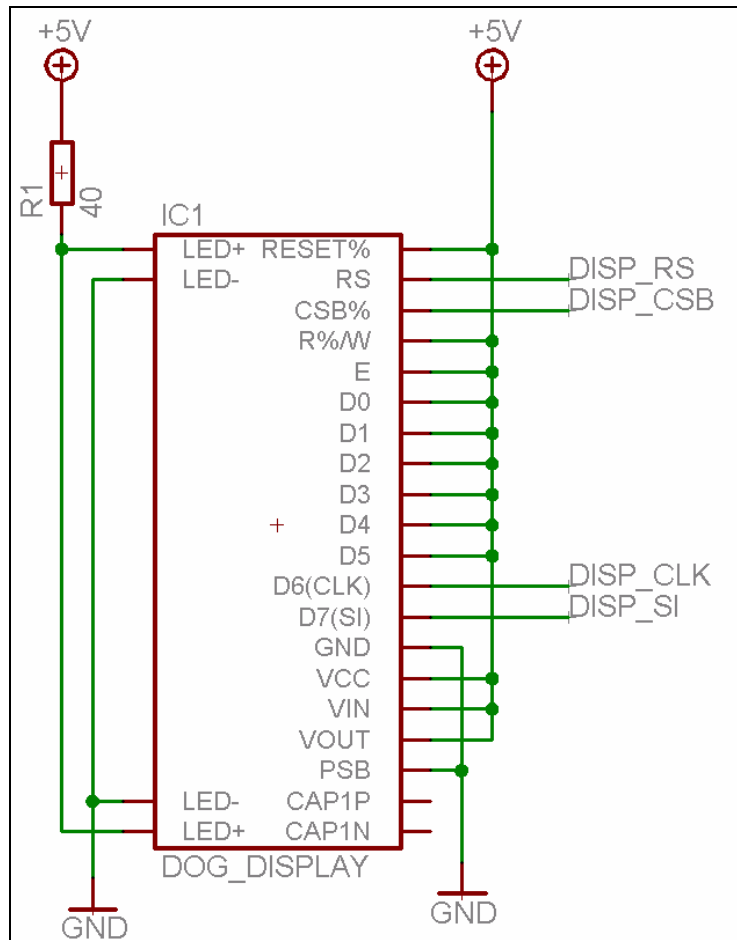 +5V
+5V
R1
40
IC1
LED+ RESET%
LED- RS
DISP_RS
CSB%
DISP_CSB
R%/W
E
D0
D1
D2
D3
D4
D5
D6(CLK)
DISP_CLK
D7(SI)
DISP_SI
GND
VCC
VIN
VOUT
PSB
LED- CAP1P
LED+ CAP1N
DOG_DISPLAY
GND
GND